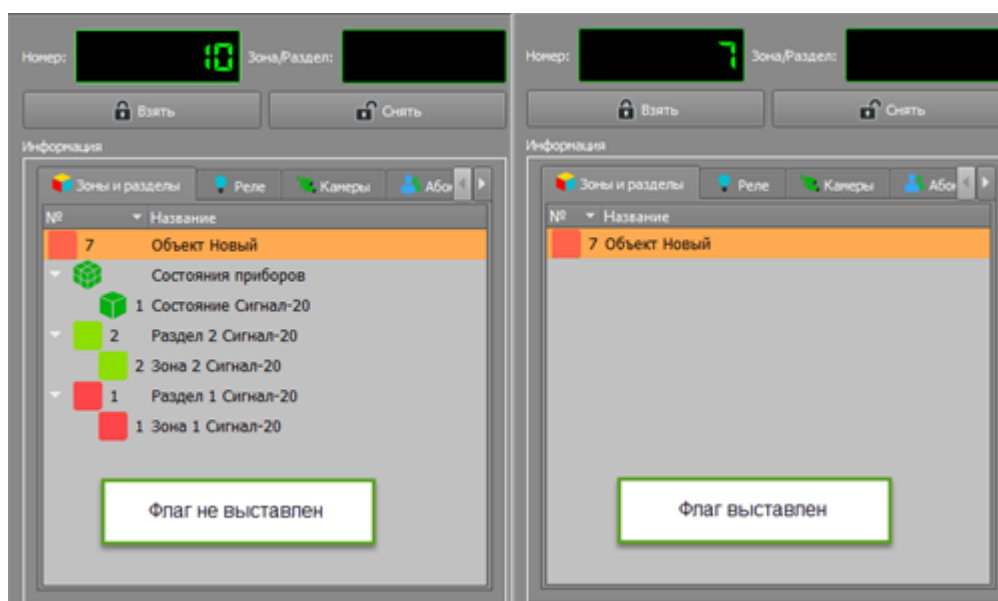 Номер: 10 Зона/Раздел:
Взять Снять
Информация
Зоны и разделы Реле Камеры Або
№ Название
7 Объект Новый
Состояния приборов
1 Состояние Сигнал-20
2 Раздел 2 Сигнал-20
2 Зона 2 Сигнал-20
1 Раздел 1 Сигнал-20
1 Зона 1 Сигнал-20
Флаг не выставлен
Номер: 7 Зона/Раздел:
Взять Снять
Информация
Зоны и разделы Реле Камеры Або
№ Название
7 Объект Новый
Флаг выставлен